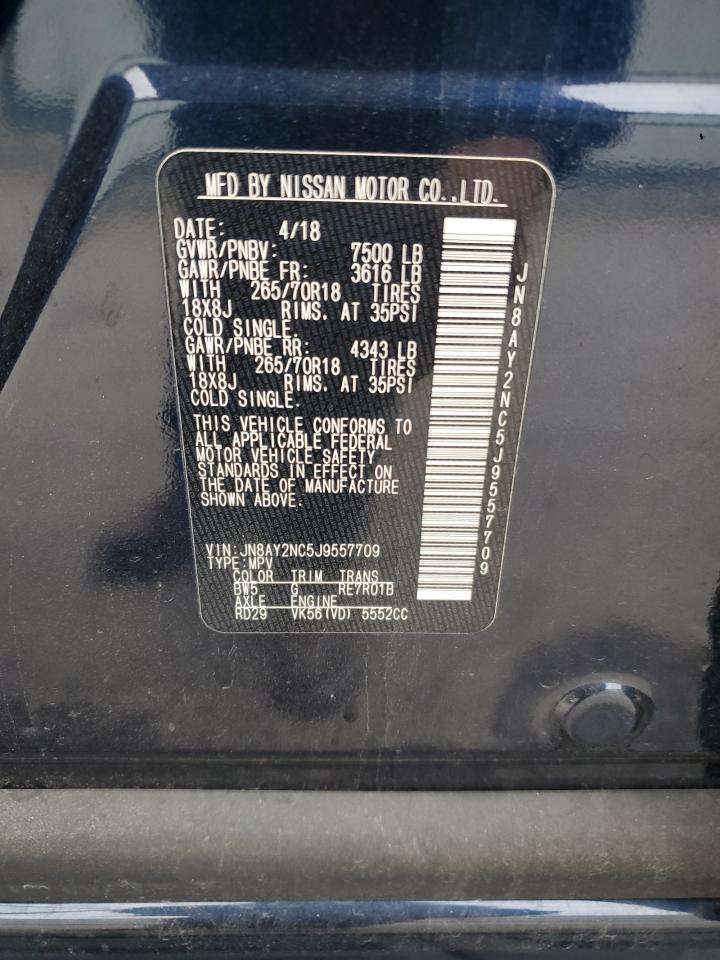 MFD BY NISSAN MOTOR CO.,LTD.
DATE: 4/18
GVWR/PNBV: 7500 LB
GAWR/PNBE FR: 3616 LB
WITH 265/70R18 TIRES
18X8J RIMS. AT 35PSI
COLD SINGLE.
GAWR/PNBE RR: 4343 LB
WITH 265/70R18 TIRES
18X8J RIMS. AT 35PSI
COLD SINGLE.
THIS VEHICLE CONFORMS TO
ALL APPLICABLE FEDERAL
MOTOR VEHICLE SAFETY
STANDARDS IN EFFECT ON
THE DATE OF MANUFACTURE
SHOWN ABOVE.
VIN:JN8AY2NC5J9557709
TYPE:MPV
COLOR TRIM TRANS
BW5 G RE7R01B
AXLE ENGINE
RD29 VK56(VD) 5552CC
JN8AY2NC5J9557709